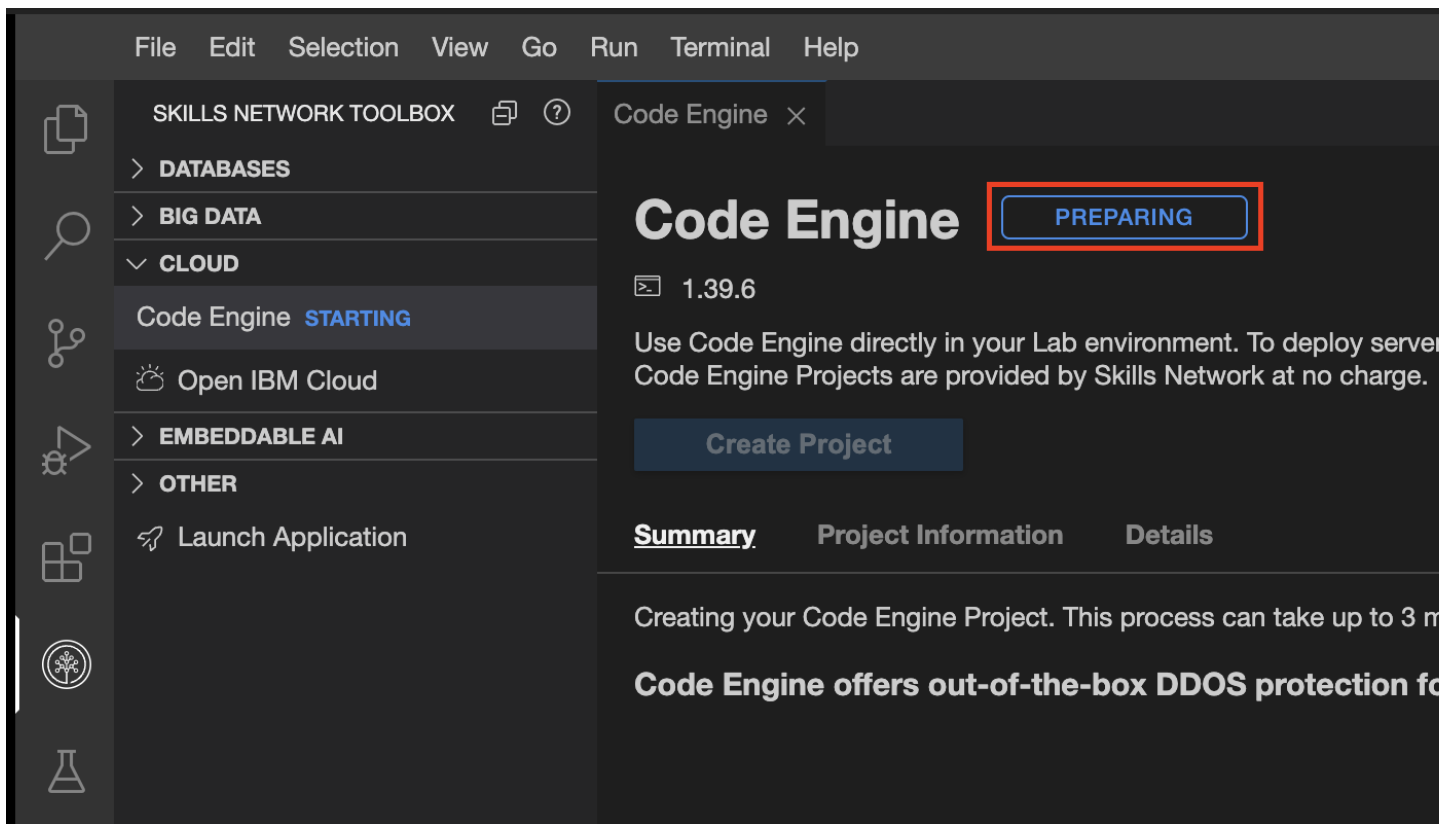 File Edit Selection View Go Run Terminal Help
SKILLS NETWORK TOOLBOX
DATABASES
BIG DATA
CLOUD
Code Engine STARTING
Open IBM Cloud
EMBEDDABLE AI
OTHER
Launch Application
Code Engine
Code Engine PREPARING
1.39.6
Use Code Engine directly in your Lab environment. To deploy
Code Engine Projects are provided by Skills Network at no charge.
Create Project
Summary Project Information Details
Creating your Code Engine Project. This process can take up to 3
Code Engine offers out-of-the-box DDOS protection